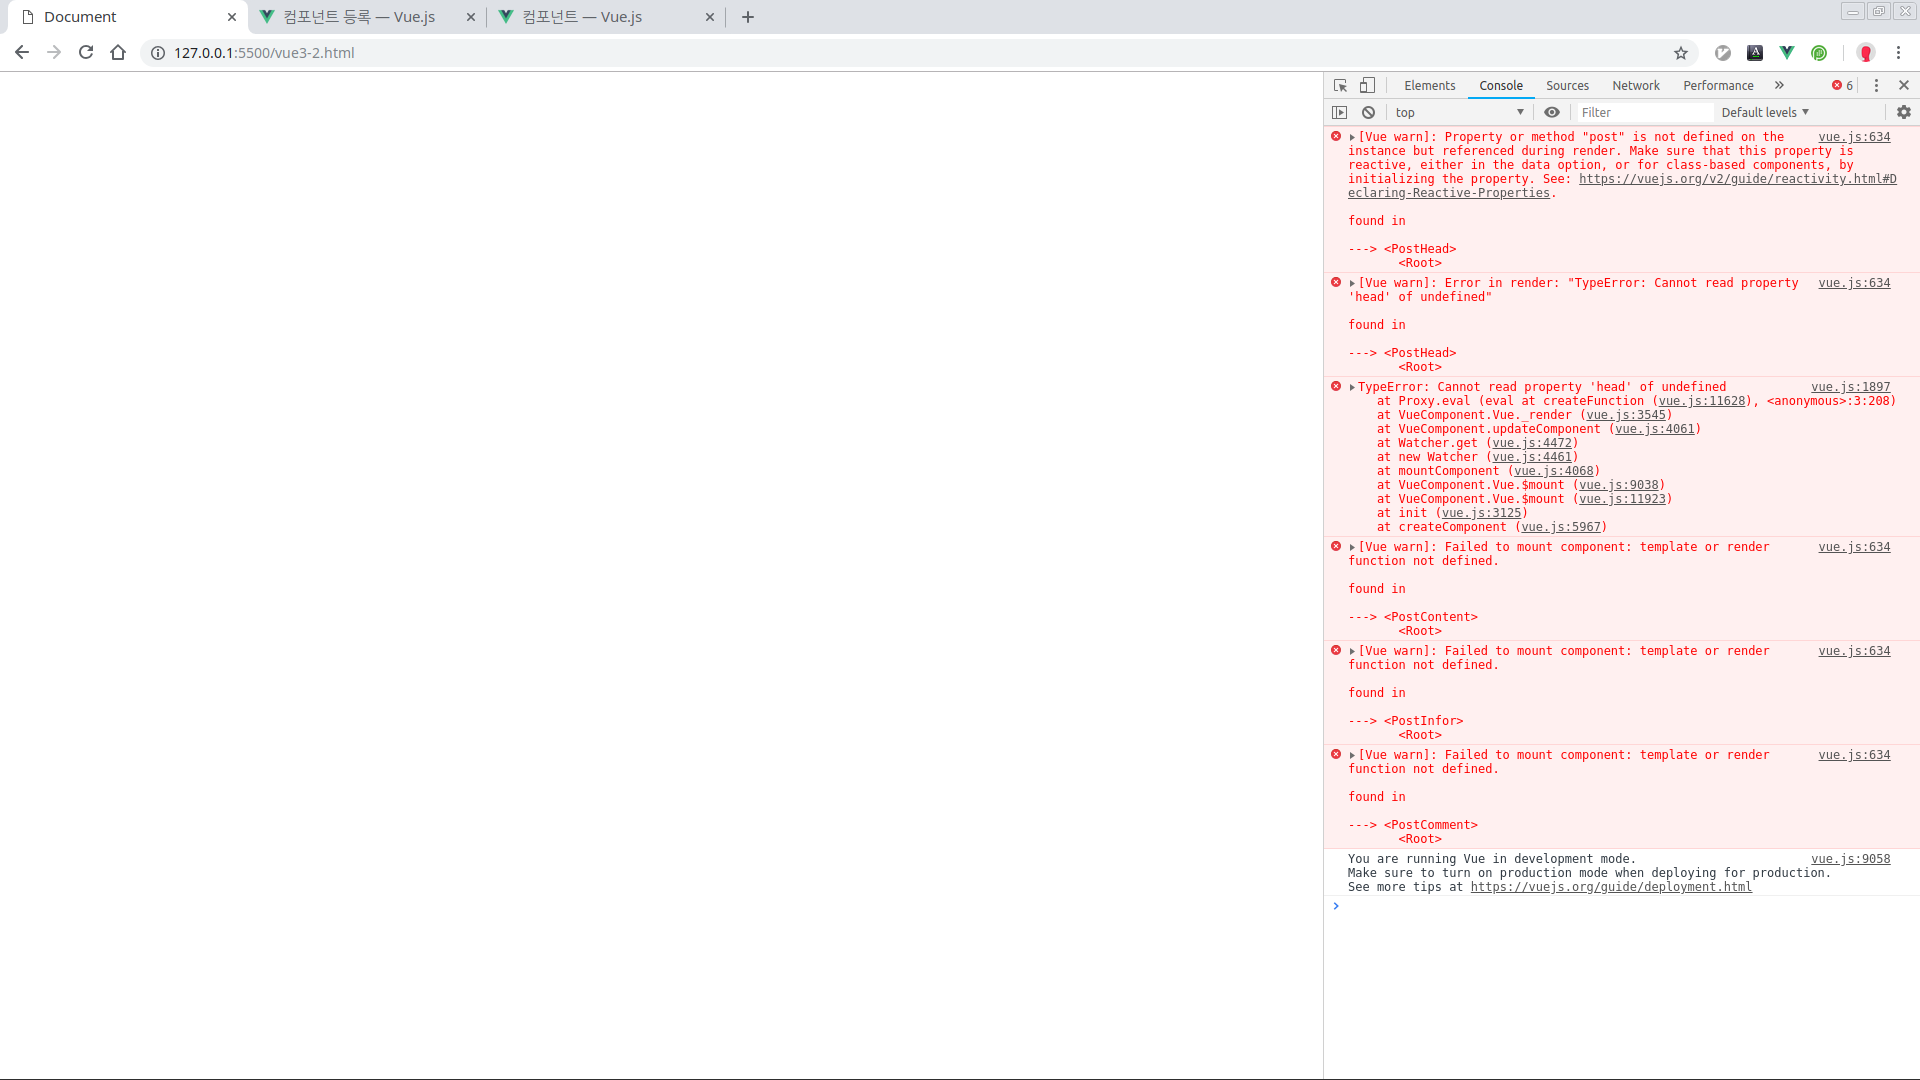 Document
컴포넌트 등록 — Vue.js
컴포넌트 — Vue.js
127.0.0.1:5500/vue3-2.html
Elements Console Sources Network Performance 6
top Filter Default levels
[Vue warn]: Property or method "post" is not defined on the vue.js:634
instance but referenced during render. Make sure that this property is
reactive, either in the data option, or for class-based components, by
initializing the property. See: https://vuejs.org/v2/guide/reactivity.html#D
eclaring-Reactive-Properties.
found in
---> <PostHead>
<Root>
[Vue warn]: Error in render: "TypeError: Cannot read property vue.js:634
'head' of undefined"
found in
---> <PostHead>
<Root>
TypeError: Cannot read property 'head' of undefined vue.js:1897
at Proxy.eval (eval at createFunction (vue.js:11628), <anonymous>:3:208)
at VueComponent.Vue._render (vue.js:3545)
at VueComponent.updateComponent (vue.js:4061)
at Watcher.get (vue.js:4472)
at new Watcher (vue.js:4461)
at mountComponent (vue.js:4068)
at VueComponent.Vue.$mount (vue.js:9038)
at VueComponent.Vue.$mount (vue.js:11923)
at init (vue.js:3125)
at createComponent (vue.js:5967)
[Vue warn]: Failed to mount component: template or render vue.js:634
function not defined.
found in
---> <PostContent>
<Root>
[Vue warn]: Failed to mount component: template or render vue.js:634
function not defined.
found in
---> <PostInfor>
<Root>
[Vue warn]: Failed to mount component: template or render vue.js:634
function not defined.
found in
---> <PostComment>
<Root>
You are running Vue in development mode. vue.js:9058
Make sure to turn on production mode when deploying for production.
See more tips at https://vuejs.org/guide/deployment.html